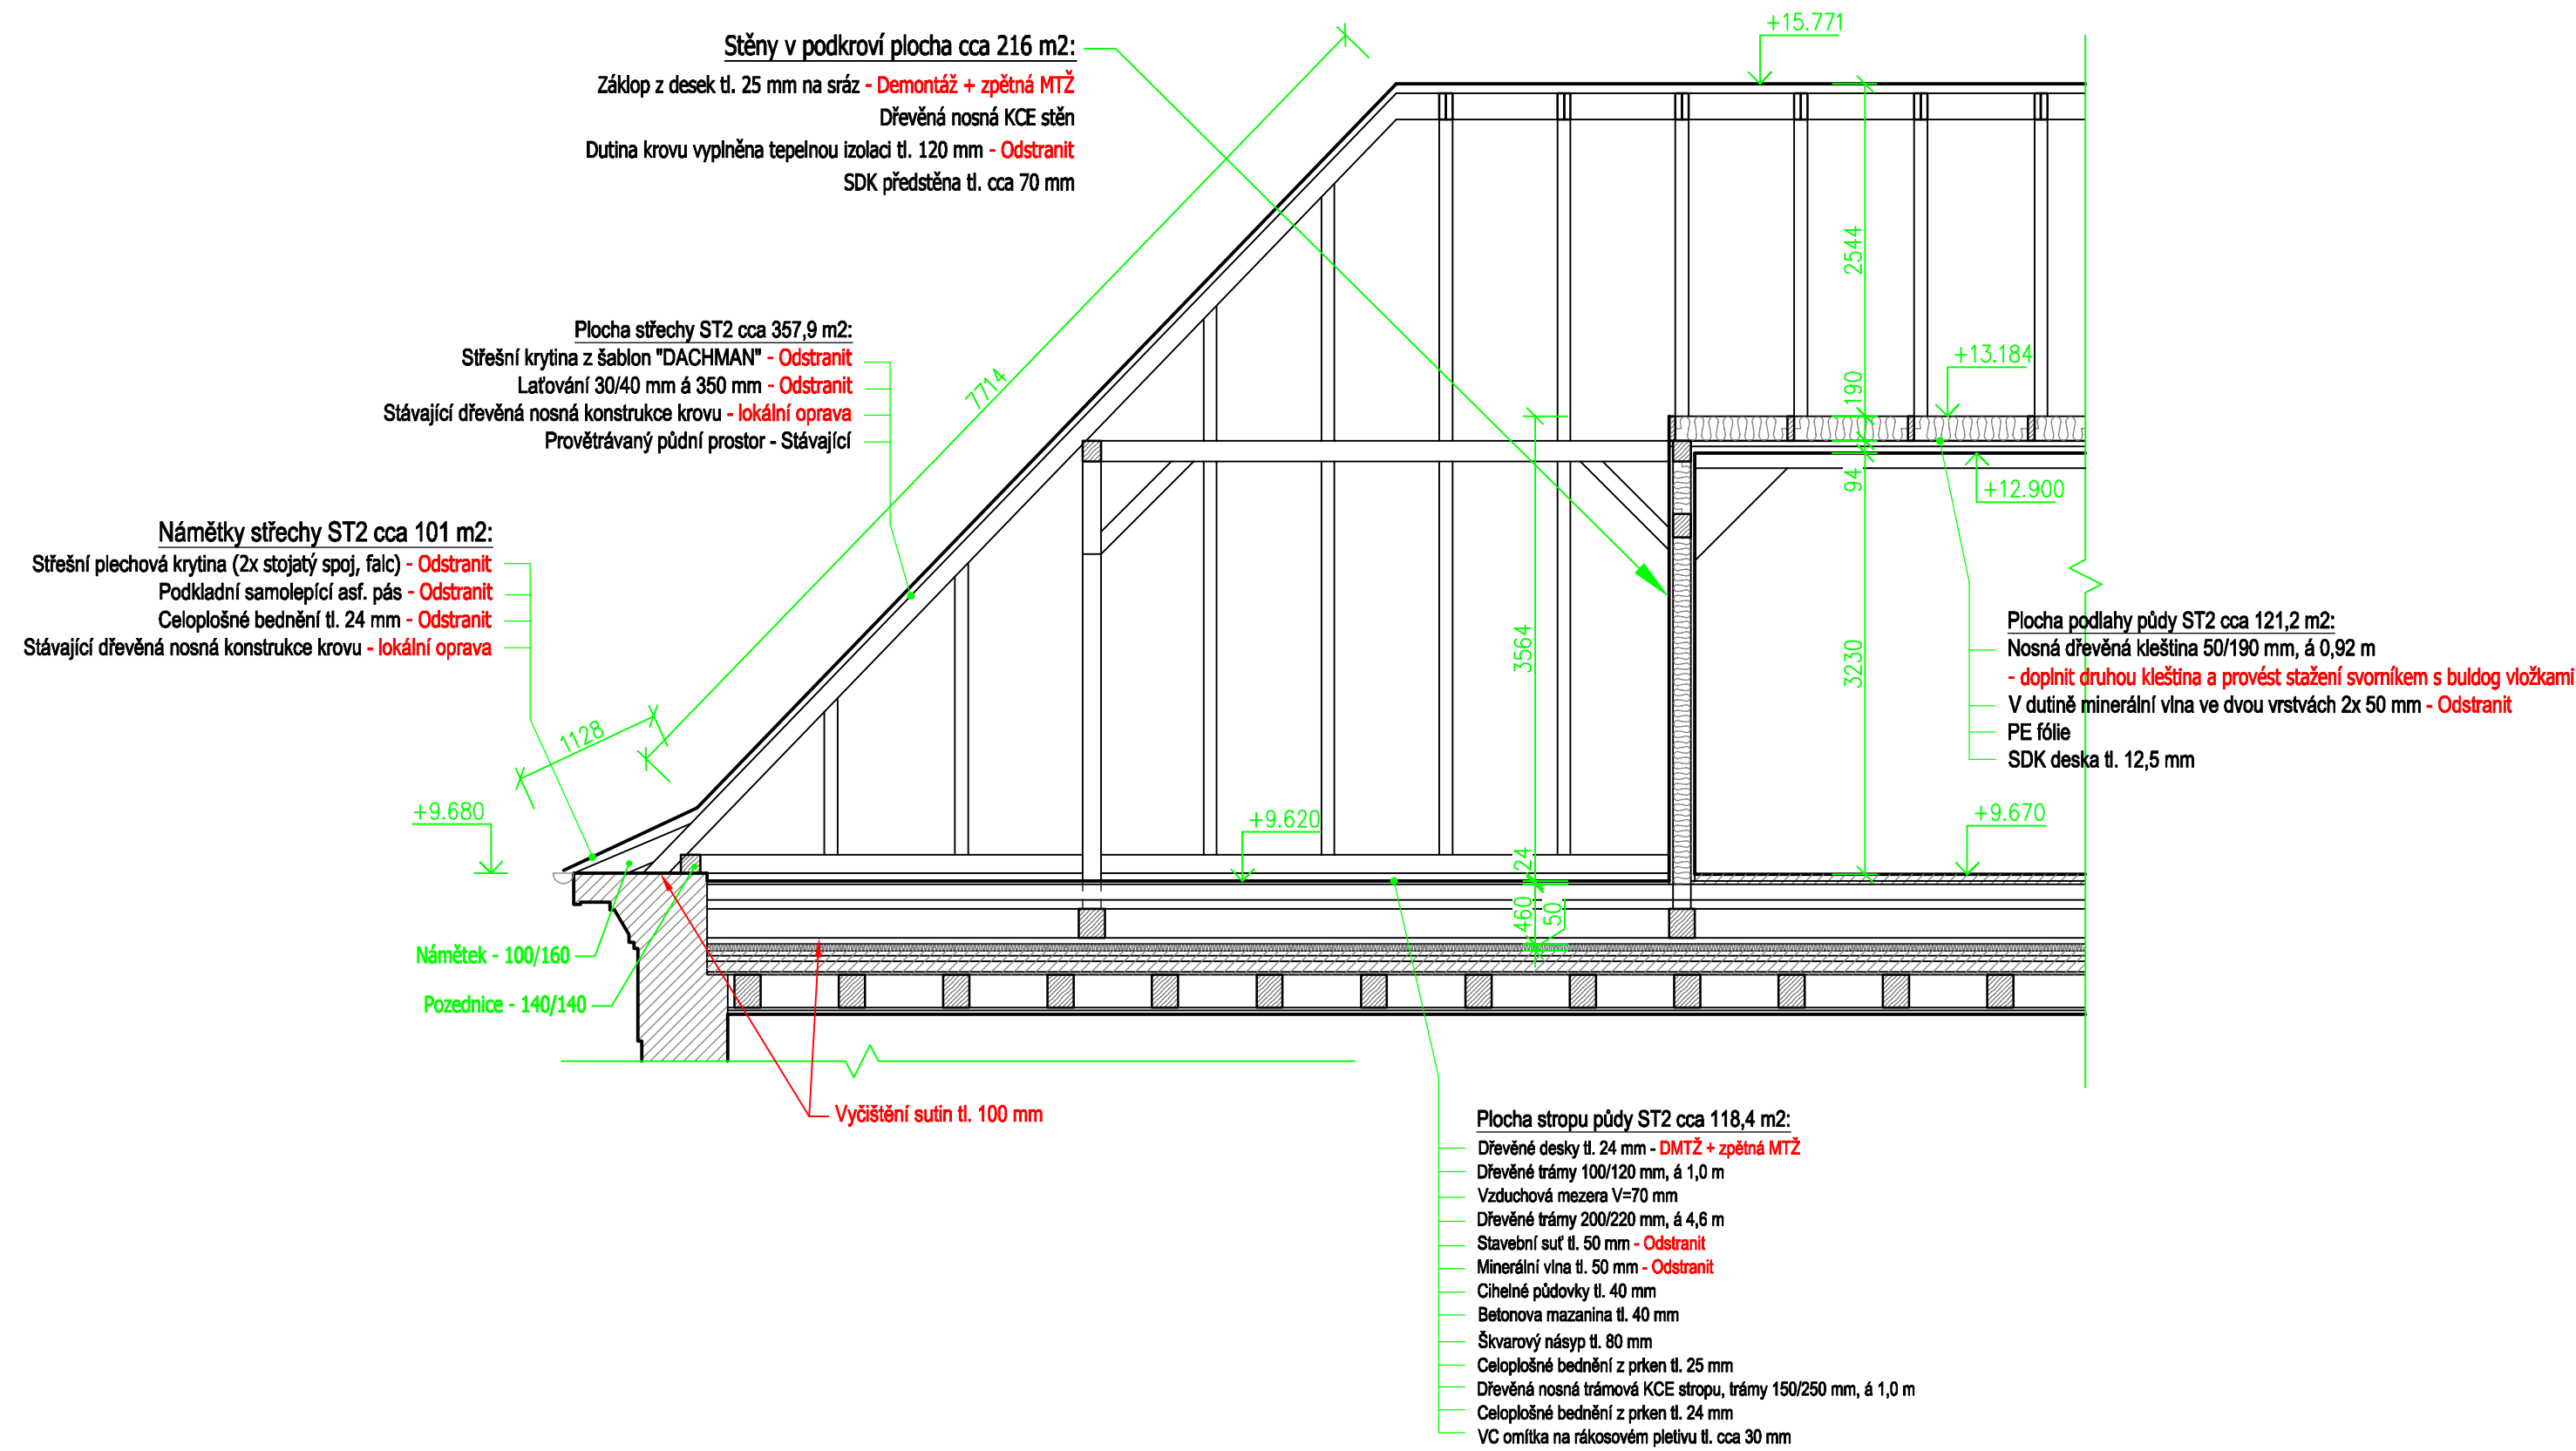 +15.771
Stěny v podkroví plocha cca 216 m2:
Záklop z desek tl. 25 mm na sráz - Demontáž + zpětná MTŽ
Dřevěná nosná KCE stěn
Dutina krovu vyplněna tepelnou izolaci tl. 120 mm - Odstranit
SDK předstěna tl. cca 70 mm
2544
Plocha střechy ST2 cca 357,9 m2:
Střešní krytina z šablon "DACHMAN" - Odstranit
Laťování 30/40 mm á 350 mm - Odstranit
Stávající dřevěná nosná konstrukce krovu - lokální oprava
Provětrávaný půdní prostor - Stávající
7714
+13.184
190
94
+12.900
Námětky střechy ST2 cca 101 m2:
Střešní plechová krytina (2x stojatý spoj, falc) - Odstranit
Podkladní samolepící asf. pás - Odstranit
Celoplošné bednění tl. 24 mm - Odstranit
Stávající dřevěná nosná konstrukce krovu - lokální oprava
1128
3564
3230
Plocha podlahy půdy ST2 cca 121,2 m2:
Nosná dřevěná kleština 50/190 mm, á 0,92 m
- doplnit druhou kleština a provést stažení svorníkem s buldog vložkami
V dutině minerální vlna ve dvou vrstvách 2x 50 mm - Odstranit
PE fólie
SDK deska tl. 12,5 mm
+9.680
+9.620
+9.670
24
460
50
Námětek - 100/160
Pozednice - 140/140
Vyčištění sutin tl. 100 mm
Plocha stropu půdy ST2 cca 118,4 m2:
Dřevěné desky tl. 24 mm - DMTŽ + zpětná MTŽ
Dřevěné trámy 100/120 mm, á 1,0 m
Vzduchová mezera V=70 mm
Dřevěné trámy 200/220 mm, á 4,6 m
Stavební suť tl. 50 mm - Odstranit
Minerální vlna tl. 50 mm - Odstranit
Cihelné půdovky tl. 40 mm
Betonova mazanina tl. 40 mm
Škvarový násyp tl. 80 mm
Celoplošné bednění z prken tl. 25 mm
Dřevěná nosná trámová KCE stropu, trámy 150/250 mm, á 1,0 m
Celoplošné bednění z prken tl. 24 mm
VC omítka na rákosovém pletivu tl. cca 30 mm